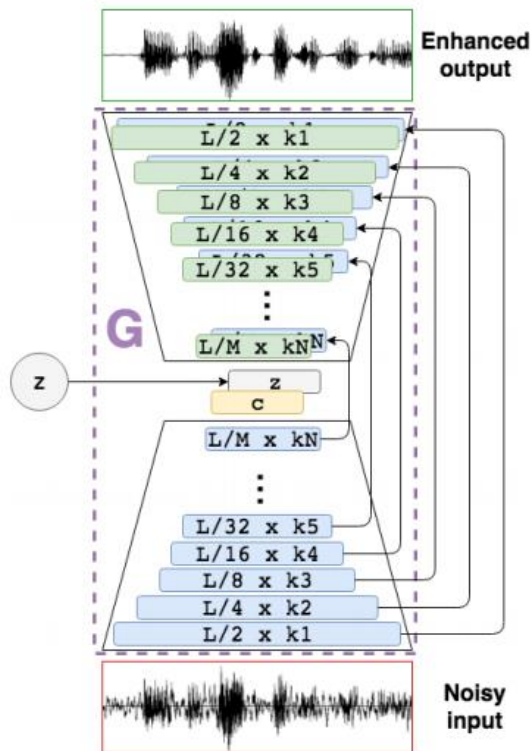 Enhanced
output
L/2 x k1
L/4 x k2
L/8 x k3
L/16 x k4
L/32 x k5
G
L/M x kN
z
z
c
L/M x kN
L/32 x k5
L/16 x k4
L/8 x k3
L/4 x k2
L/2 x k1
Noisy
input